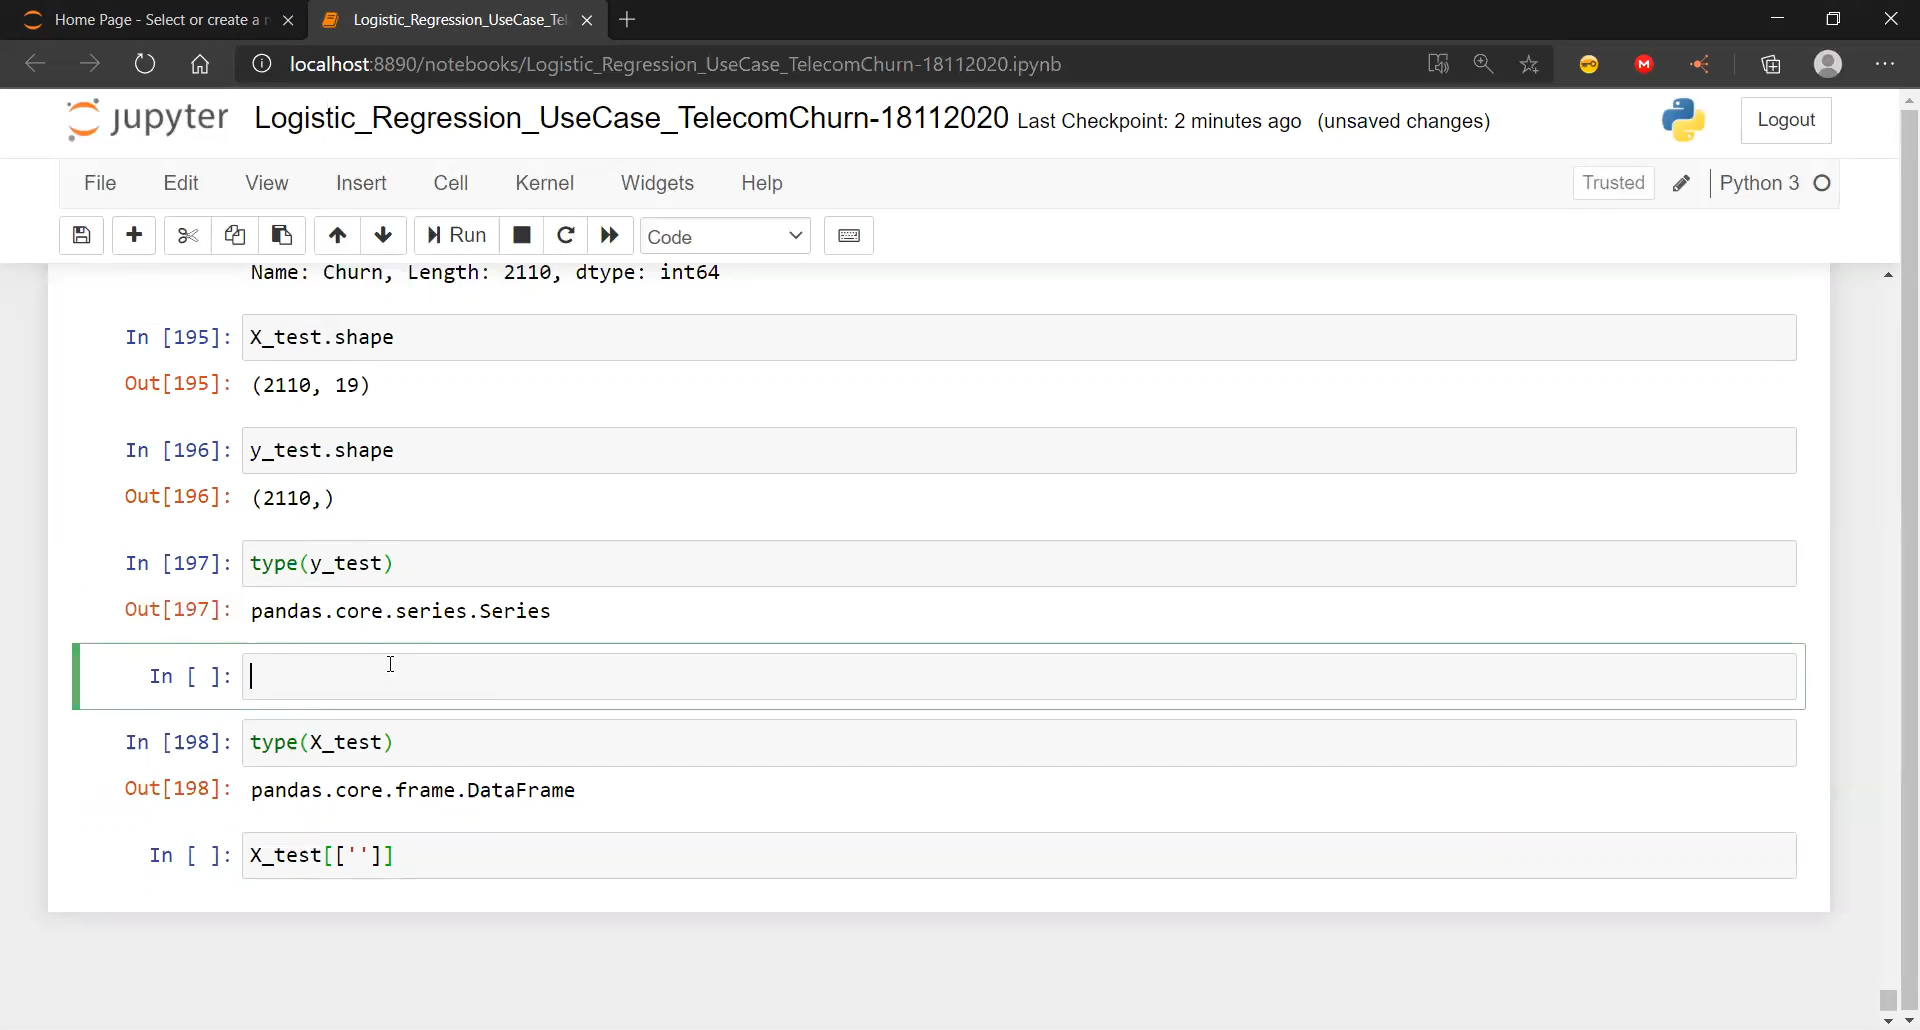 Home Page - Select or create a n
Logistic_Regression_UseCase_Tel
localhost:8890/notebooks/Logistic_Regression_UseCase_TelecomChurn-18112020.ipynb
jupyter Logistic_Regression_UseCase_TelecomChurn-18112020 Last Checkpoint: 2 minutes ago (unsaved changes) Logout
File Edit View Insert Cell Kernel Widgets Help Trusted Python 3
Run Code
Name: Churn, Length: 2110, dtype: int64
In [195]: X_test.shape
Out[195]: (2110, 19)
In [196]: y_test.shape
Out[196]: (2110,)
In [197]: type(y_test)
Out[197]: pandas.core.series.Series
In [ ]:
In [198]: type(X_test)
Out[198]: pandas.core.frame.DataFrame
In [ ]: X_test[['']]